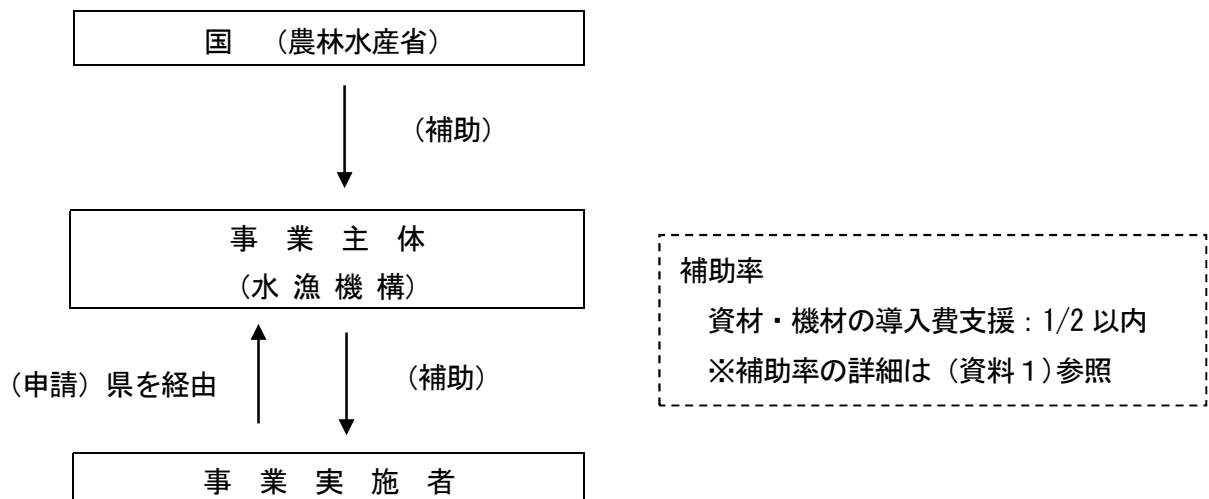 国　（農林水産省）
（補助）
事　業　主　体
（水 漁 機 構）
補助率
資材・機材の導入費支援：1/2 以内
※補助率の詳細は（資料１）参照
（申請）県を経由
（補助）
事　業　実　施　者